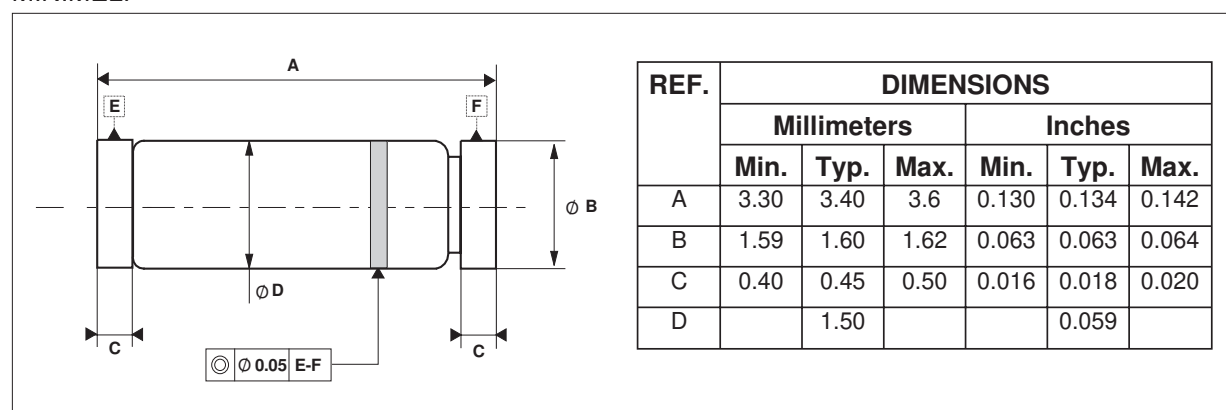 A
E
F
⌀ B
⌀ D
C
C
◎ ⌀ 0.05 E-F
REF. DIMENSIONS
Millimeters Inches
Min. Typ. Max. Min. Typ. Max.
A 3.30 3.40 3.6 0.130 0.134 0.142
B 1.59 1.60 1.62 0.063 0.063 0.064
C 0.40 0.45 0.50 0.016 0.018 0.020
D 1.50 0.059